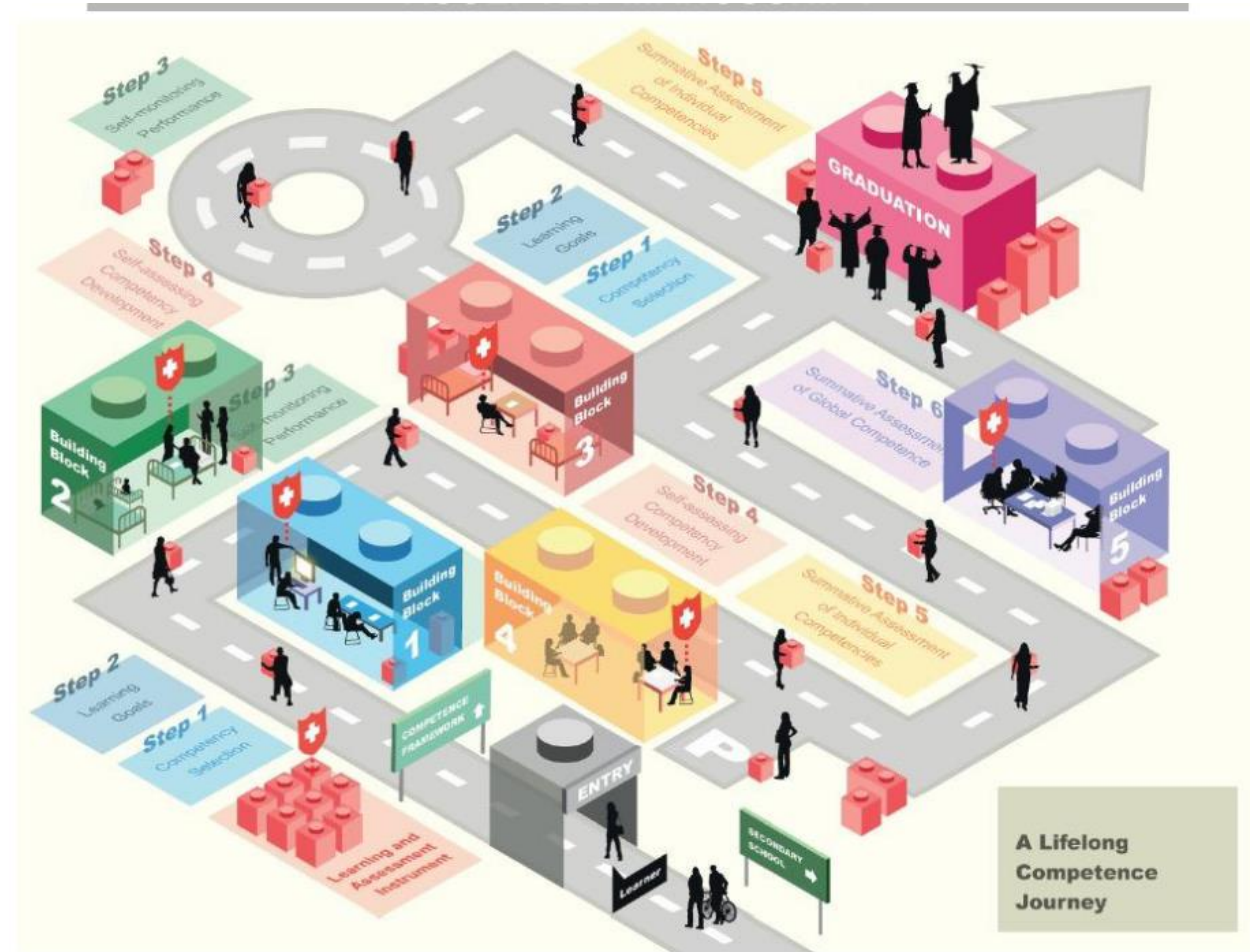 Step 3
Self-monitoring
Performance
Step 5
Summative Assessment
of Individual
Competencies
GRADUATION
Step 2
Learning
Goals
Step 1
Competency
Selection
Step 4
Self-assessing
Competency
Development
Step 3
Self-monitoring
Performance
Building
Block
3
Step 6
Summative Assessment
of Global Competence
Building
Block
2
Building
Block
5
Step 4
Self-assessing
Competency
Development
Building
Block
1
Building
Block
4
Step 5
Summative Assessment
of Individual
Competencies
Step 2
Learning
Goals
Step 1
Competency
Selection
COMPETENCE
FRAMEWORK
P
ENTRY
Learning and
Assessment
Instrument
Learner
SECONDARY
SCHOOL
A Lifelong
Competence
Journey